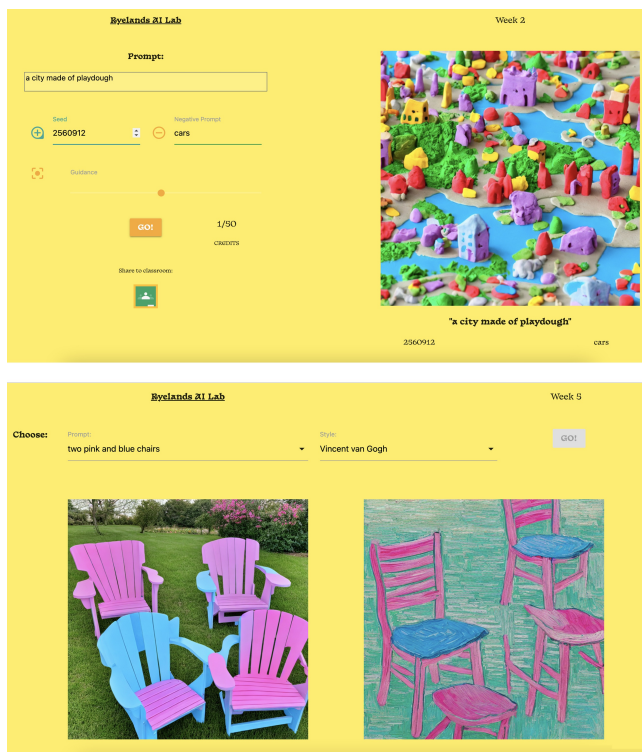 Ryelands AI Lab
Week 2
Prompt:
a city made of playdough
Seed
Negative Prompt
2560912
cars
Guidance
GO!
1/50
CREDITS
Share to classroom:
"a city made of playdough"
2560912
cars
Ryelands AI Lab
Week 5
Choose:
Prompt:
Style:
two pink and blue chairs
Vincent van Gogh
GO!